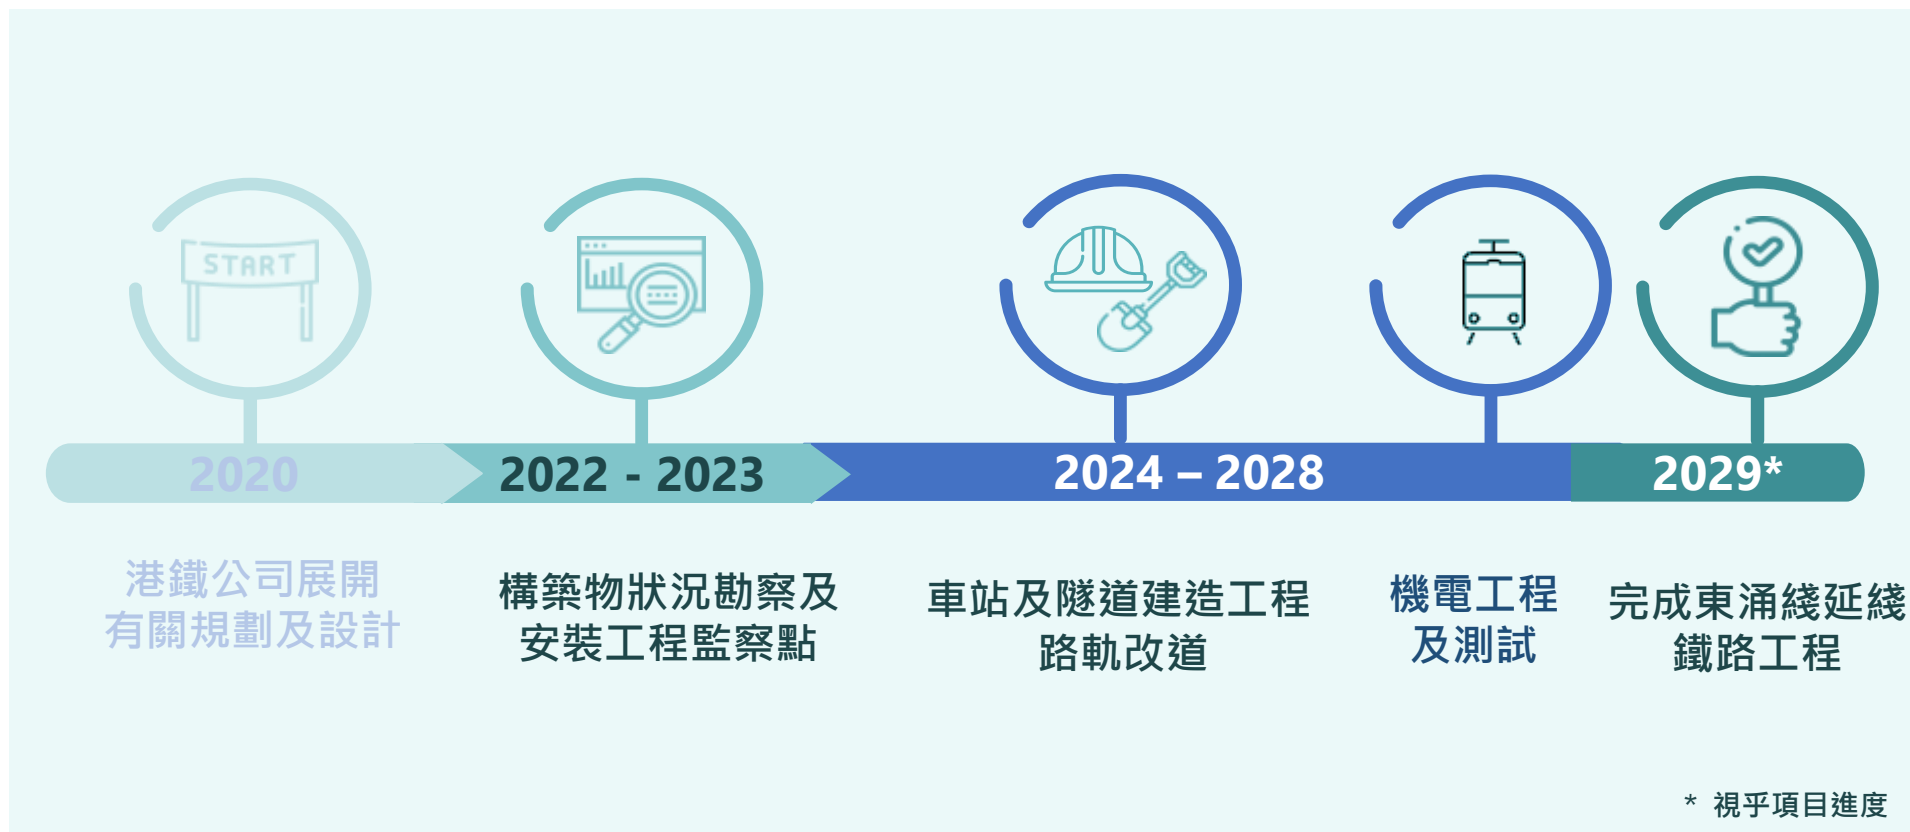 START
2020
2022 - 2023
2024 – 2028
2029*
港鐵公司展開
有關規劃及設計
構築物狀況勘察及
安裝工程監察點
車站及隧道建造工程
路軌改道
機電工程
及測試
完成東涌綫延綫
鐵路工程
* 視乎項目進度